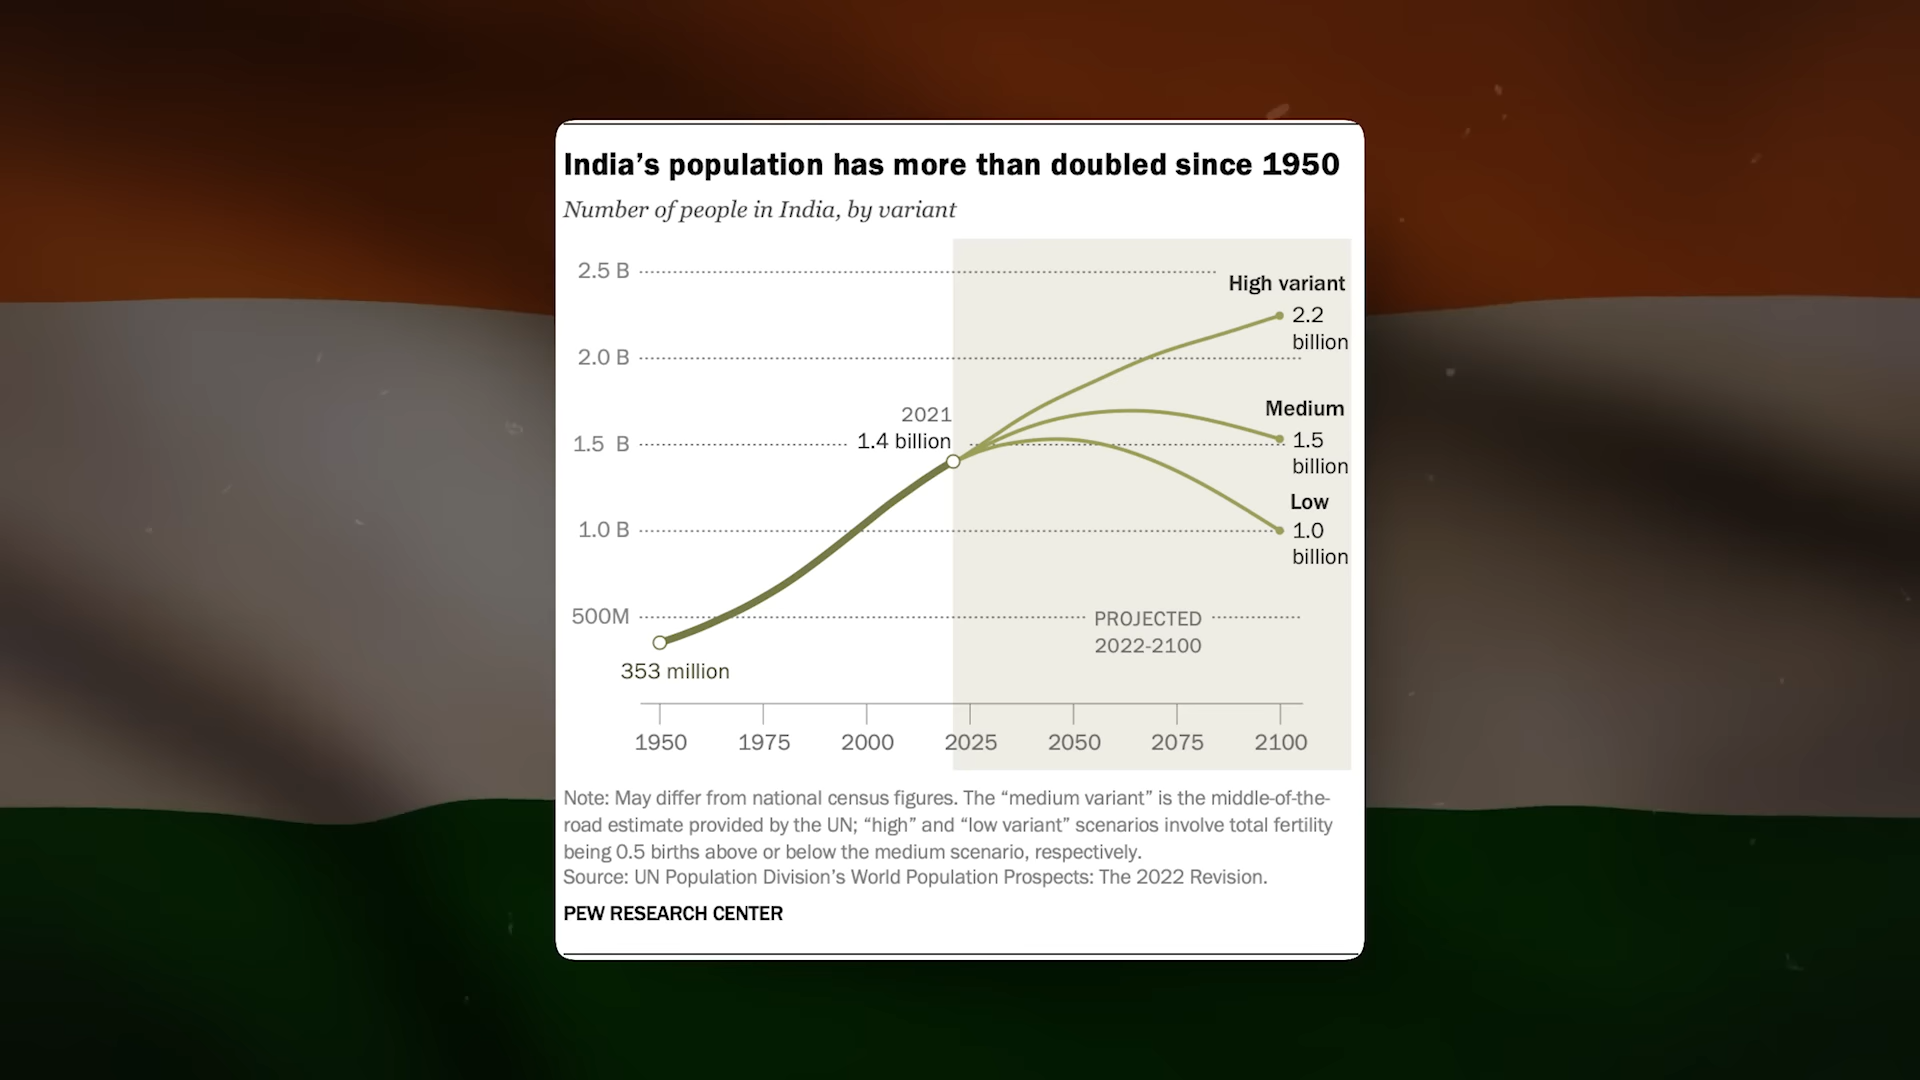 India’s population has more than doubled since 1950
Number of people in India, by variant
2.5 B
High variant
2.2
billion
2.0 B
Medium
2021
1.4 billion
1.5 B
1.5
billion
Low
1.0 B
1.0
billion
500M
PROJECTED
2022-2100
353 million
1950 1975 2000 2025 2050 2075 2100
Note: May differ from national census figures. The “medium variant” is the middle-of-the-
road estimate provided by the UN; “high” and “low variant” scenarios involve total fertility
being 0.5 births above or below the medium scenario, respectively.
Source: UN Population Division’s World Population Prospects: The 2022 Revision.
PEW RESEARCH CENTER